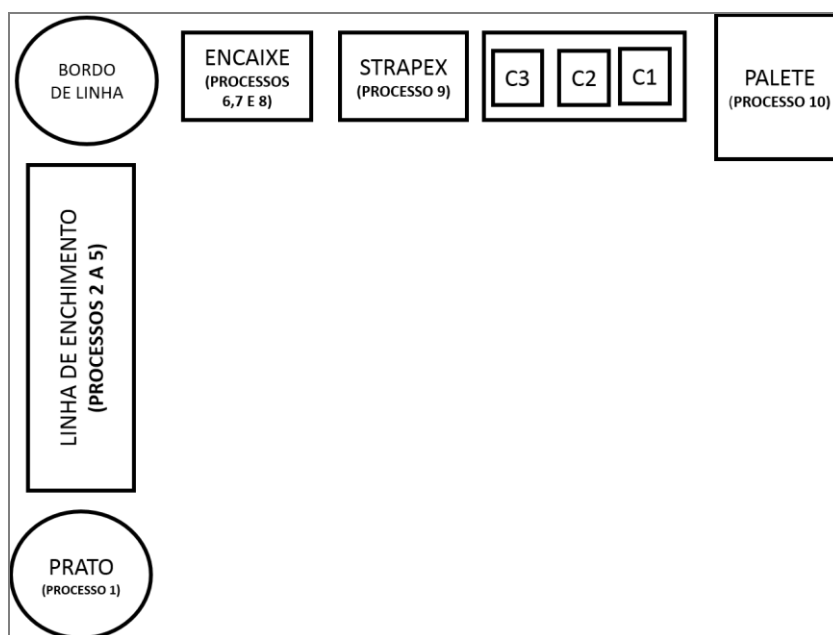 BORDO
DE LINHA
ENCAIXE
(PROCESSOS
6,7 E 8)
STRAPEX
(PROCESSO 9)
C3
C2
C1
PALETE
(PROCESSO 10)
LINHA DE ENCHIMENTO
(PROCESSOS 2 A 5)
PRATO
(PROCESSO 1)